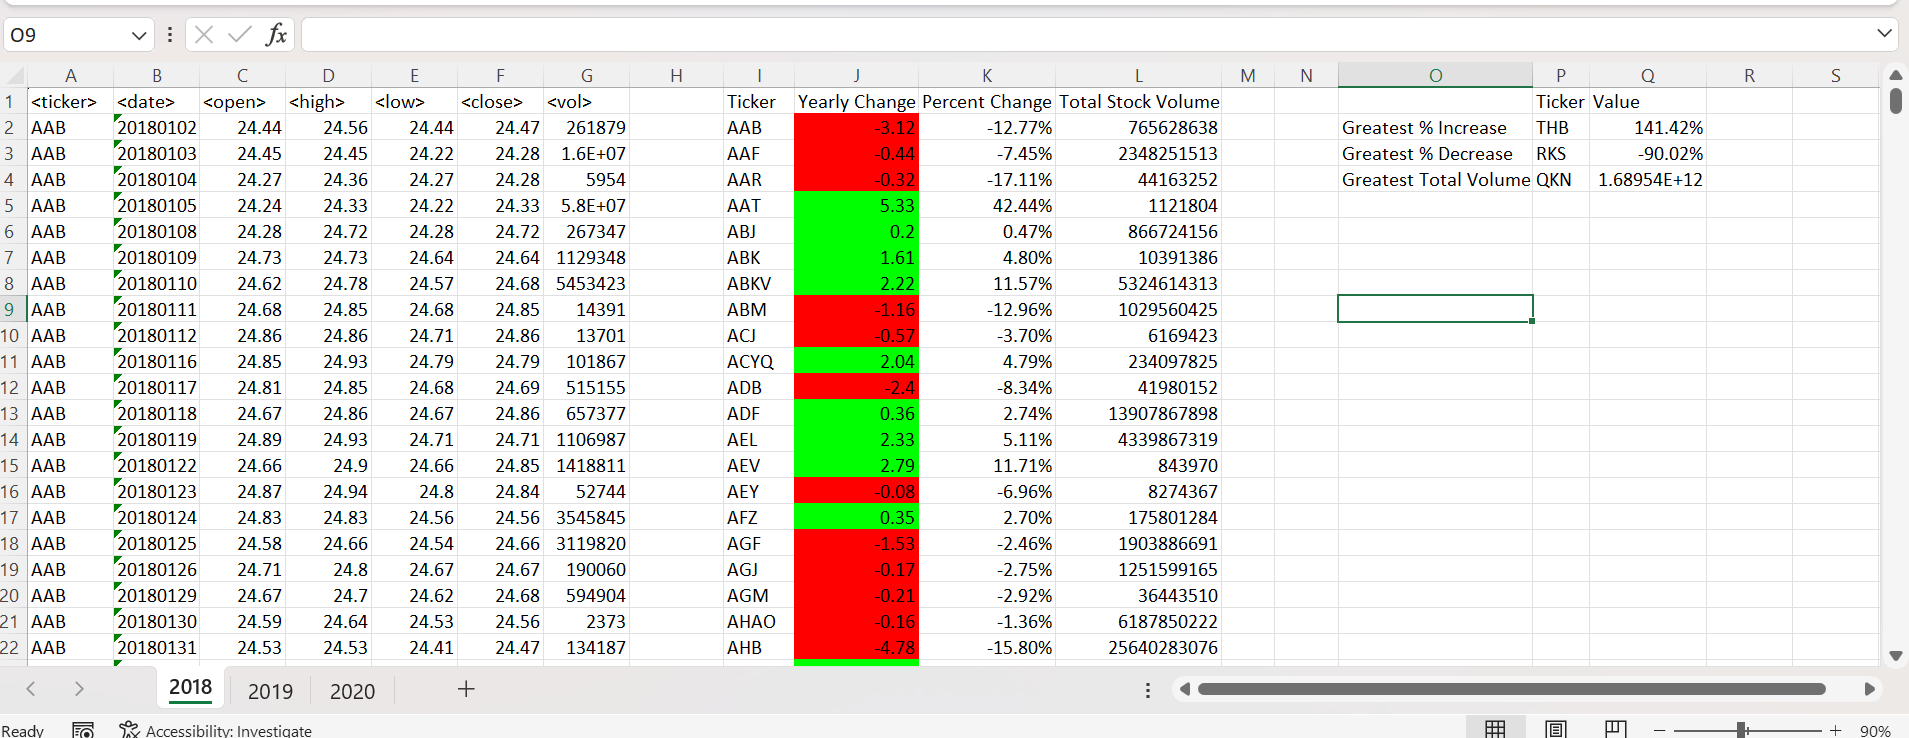 O9 fx
A B C D E F G H I J K L M N O P Q R S
1 <ticker> <date> <open> <high> <low> <close> <vol> Ticker Yearly Change Percent Change Total Stock Volume Ticker Value
2 AAB 20180102 24.44 24.56 24.44 24.47 261879 AAB -3.12 -12.77% 765628638 Greatest % Increase THB 141.42%
3 AAB 20180103 24.45 24.45 24.22 24.28 1.6E+07 AAF -0.44 -7.45% 2348251513 Greatest % Decrease RKS -90.02%
4 AAB 20180104 24.27 24.36 24.27 24.28 5954 AAR -0.32 -17.11% 44163252 Greatest Total Volume QKN 1.68954E+12
5 AAB 20180105 24.24 24.33 24.22 24.33 5.8E+07 AAT 5.33 42.44% 1121804
6 AAB 20180108 24.28 24.72 24.28 24.72 267347 ABJ 0.2 0.47% 866724156
7 AAB 20180109 24.73 24.73 24.64 24.64 1129348 ABK 1.61 4.80% 10391386
8 AAB 20180110 24.62 24.78 24.57 24.68 5453423 ABKV 2.22 11.57% 5324614313
9 AAB 20180111 24.68 24.85 24.68 24.85 14391 ABM -1.16 -12.96% 1029560425
10 AAB 20180112 24.86 24.86 24.71 24.86 13701 ACJ -0.57 -3.70% 6169423
11 AAB 20180116 24.85 24.93 24.79 24.79 101867 ACYQ 2.04 4.79% 234097825
12 AAB 20180117 24.81 24.85 24.68 24.69 515155 ADB -2.4 -8.34% 41980152
13 AAB 20180118 24.67 24.86 24.67 24.86 657377 ADF 0.36 2.74% 13907867898
14 AAB 20180119 24.89 24.93 24.71 24.71 1106987 AEL 2.33 5.11% 4339867319
15 AAB 20180122 24.66 24.9 24.66 24.85 1418811 AEV 2.79 11.71% 843970
16 AAB 20180123 24.87 24.94 24.8 24.84 52744 AEY -0.08 -6.96% 8274367
17 AAB 20180124 24.83 24.83 24.56 24.56 3545845 AFZ 0.35 2.70% 175801284
18 AAB 20180125 24.58 24.66 24.54 24.66 3119820 AGF -1.53 -2.46% 1903886691
19 AAB 20180126 24.71 24.8 24.67 24.67 190060 AGJ -0.17 -2.75% 1251599165
20 AAB 20180129 24.67 24.7 24.62 24.68 594904 AGM -0.21 -2.92% 36443510
21 AAB 20180130 24.59 24.64 24.53 24.56 2373 AHAO -0.16 -1.36% 6187850222
22 AAB 20180131 24.53 24.53 24.41 24.47 134187 AHB -4.78 -15.80% 25640283076
2018 2019 2020
Ready Accessibility: Investigate 90%